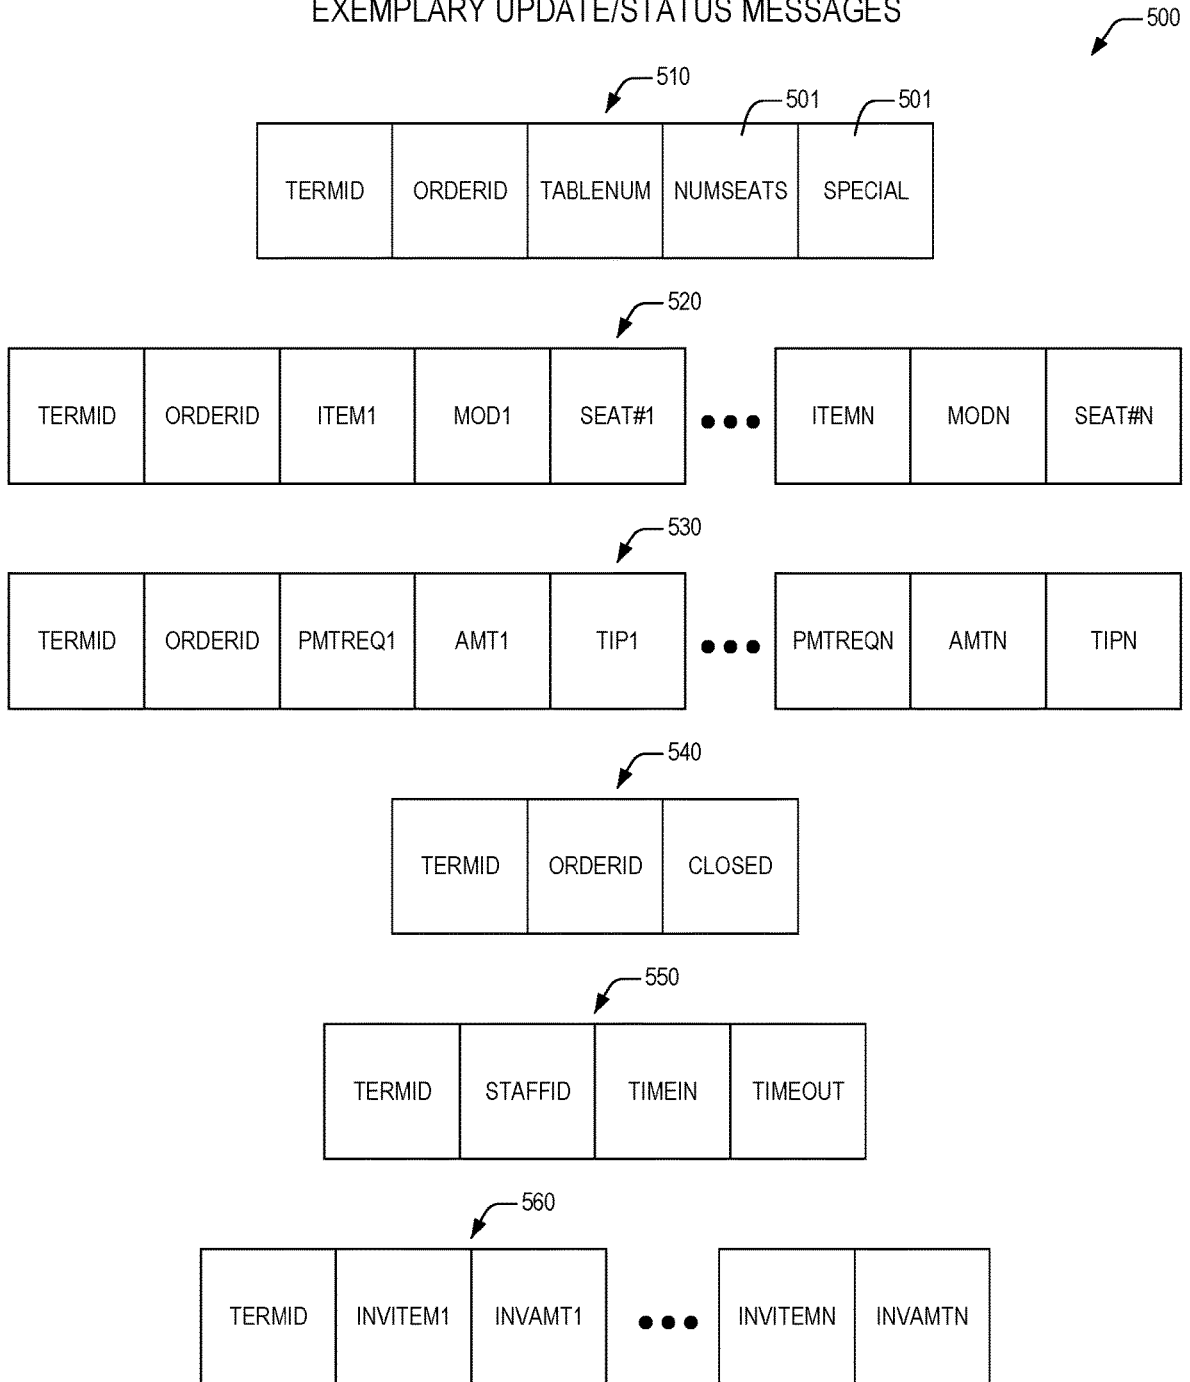 EXEMPLARY UPDATE/STATUS MESSAGES
500
510
501 501
TERMID ORDERID TABLENUM NUMSEATS SPECIAL
520
TERMID ORDERID ITEM1 MOD1 SEAT#1 ●●● ITEMN MODN SEAT#N
530
TERMID ORDERID PMTREQ1 AMT1 TIP1 ●●● PMTREQN AMTN TIPN
540
TERMID ORDERID CLOSED
550
TERMID STAFFID TIMEIN TIMEOUT
560
TERMID INVITEM1 INVAMT1 ●●● INVITEMN INVAMTN